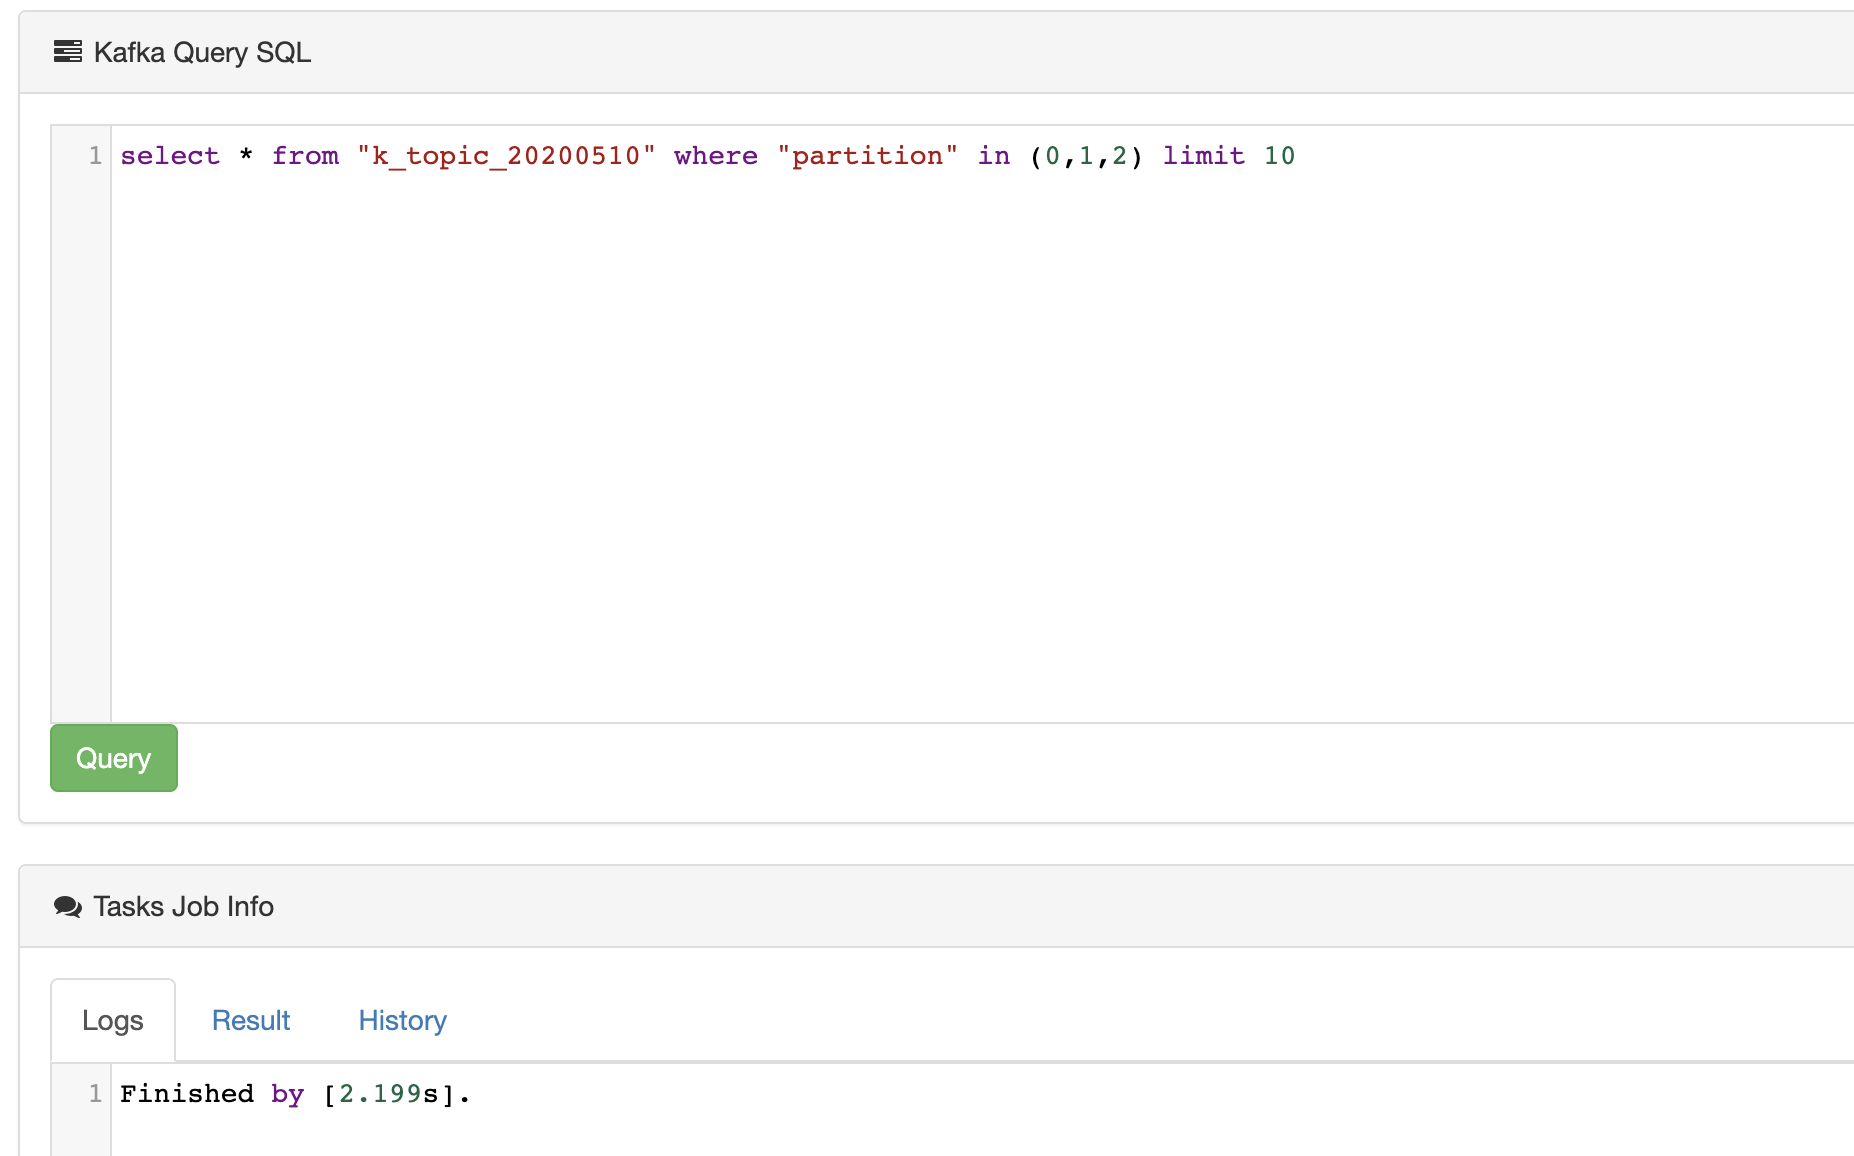 Kafka Query SQL
1 select * from "k_topic_20200510" where "partition" in (0,1,2) limit 10
Query
Tasks Job Info
Logs Result History
1 Finished by [2.199s].